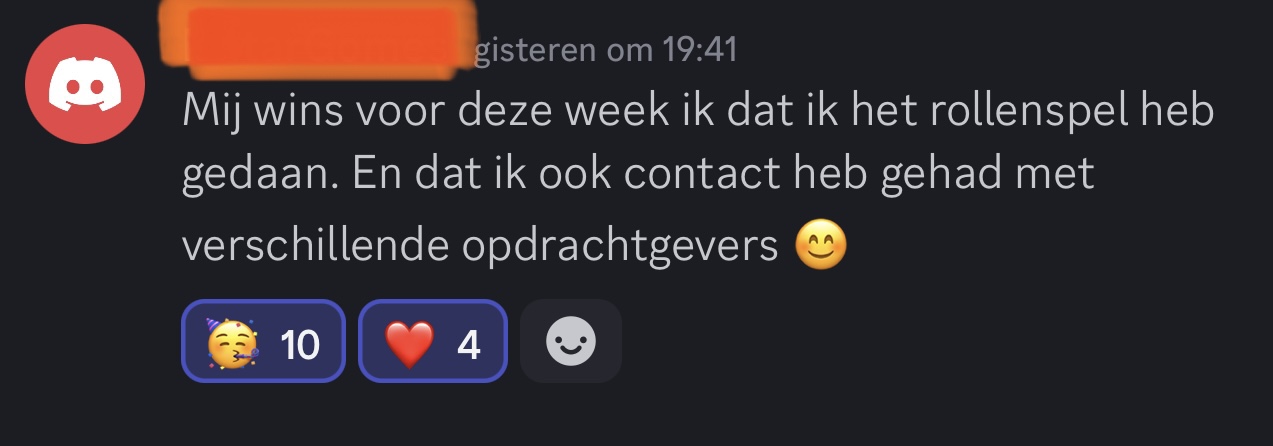 gisteren om 19:41
Mij wins voor deze week ik dat ik het rollenspel heb
gedaan. En dat ik ook contact heb gehad met
verschillende opdrachtgevers 😊
🥳 10 ❤️ 4